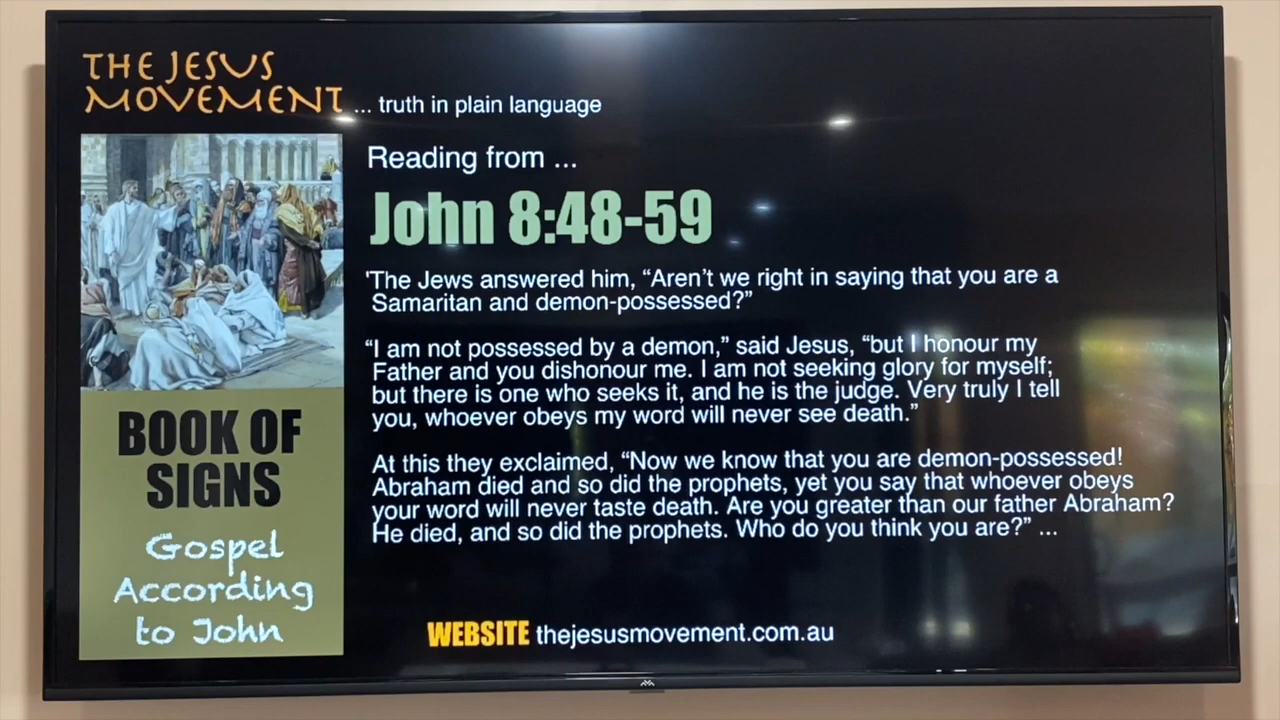 THE JESUS
MOVEMENT ... truth in plain language
Reading from ...
John 8:48-59
'The Jews answered him, “Aren’t we right in saying that you are a
Samaritan and demon-possessed?”
“I am not possessed by a demon,” said Jesus, “but I honour my
Father and you dishonour me. I am not seeking glory for myself;
but there is one who seeks it, and he is the judge. Very truly I tell
you, whoever obeys my word will never see death.”
At this they exclaimed, “Now we know that you are demon-possessed!
Abraham died and so did the prophets, yet you say that whoever obeys
your word will never taste death. Are you greater than our father Abraham?
He died, and so did the prophets. Who do you think you are?” ...
BOOK OF
SIGNS
Gospel
According
to John
WEBSITE thejesusmovement.com.au